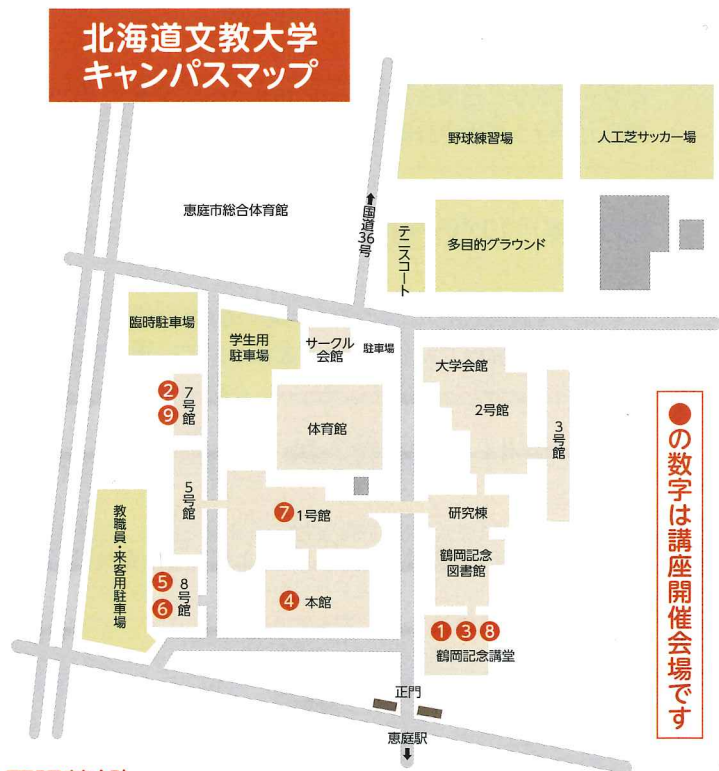 北海道文教大学
キャンパスマップ
野球練習場
人工芝サッカー場
恵庭市総合体育館
国道36号
テニスコート
多目的グラウンド
臨時駐車場
学生用
駐車場
サークル
会館
駐車場
大学会館
2号館
3号館
2
9
7号館
体育館
5号館
7 1号館
研究棟
鶴岡記念
図書館
教職員・来客用駐車場
5
6
8号館
4 本館
1 3 8
鶴岡記念講堂
正門
恵庭駅
●の数字は講座開催会場です